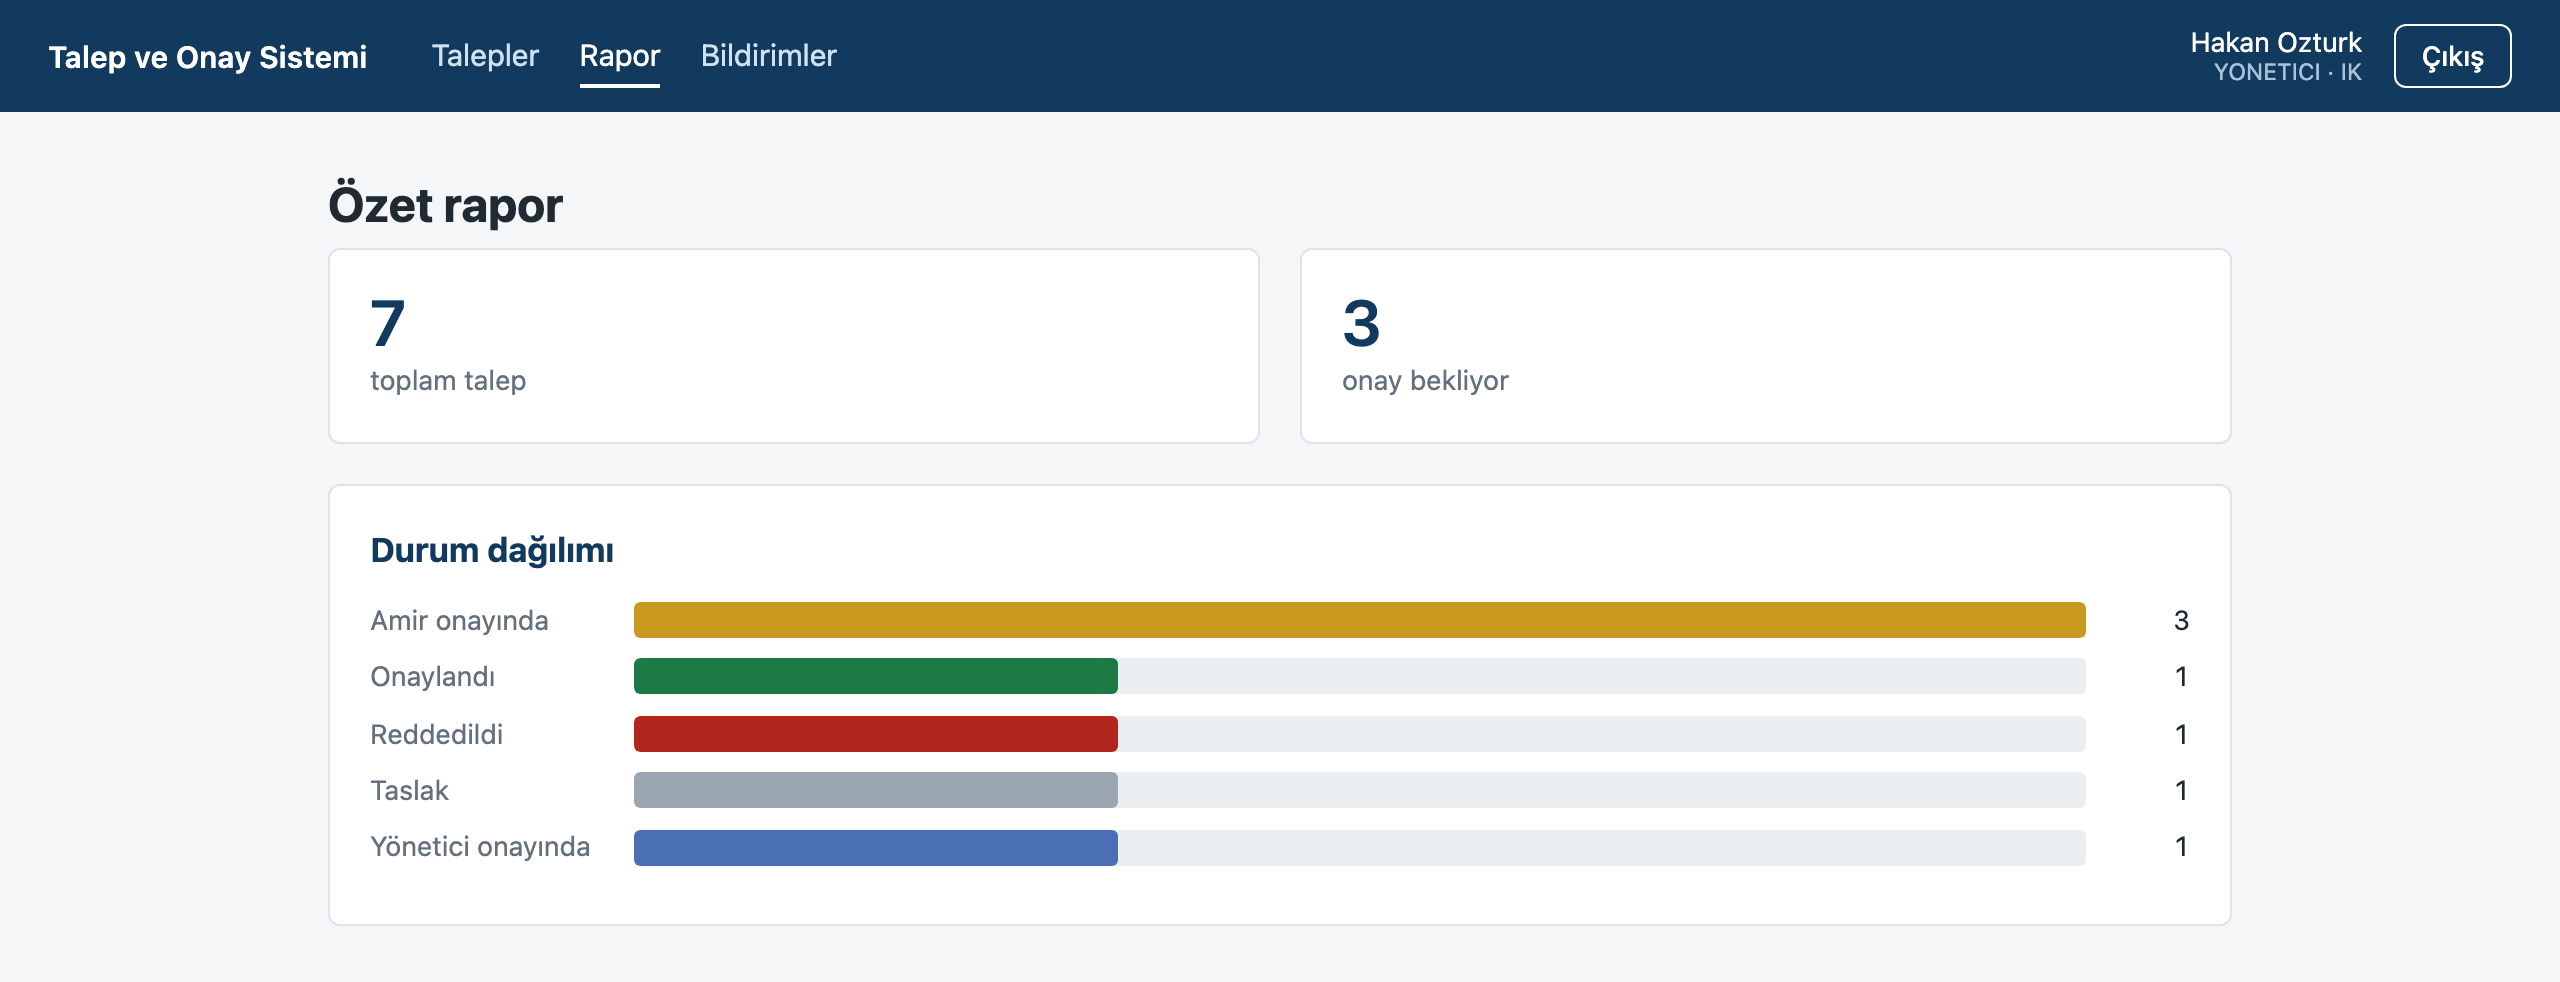 Talep ve Onay Sistemi
Talepler
Rapor
Bildirimler
Hakan Ozturk
YONETICI · IK
Çıkış
Özet rapor
7
toplam talep
3
onay bekliyor
Durum dağılımı
Amir onayında 3
Onaylandı 1
Reddedildi 1
Taslak 1
Yönetici onayında 1